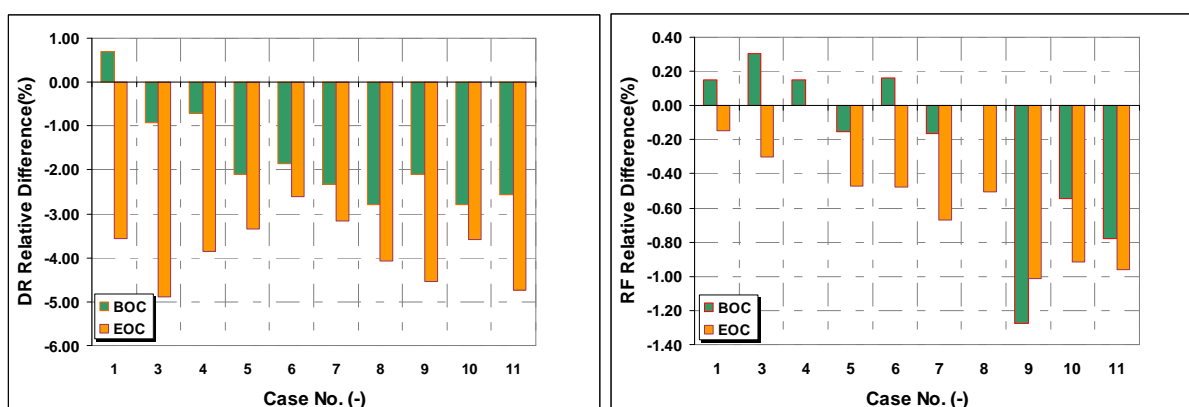 DR Relative Difference(%)
1.00
0.00
-1.00
-2.00
-3.00
-4.00
-5.00
-6.00
BOC
EOC
1 3 4 5 6 7 8 9 10 11
Case No. (-)
RF Relative Difference(%)
0.40
0.20
0.00
-0.20
-0.40
-0.60
-0.80
-1.00
-1.20
-1.40
BOC
EOC
1 3 4 5 6 7 8 9 10 11
Case No. (-)